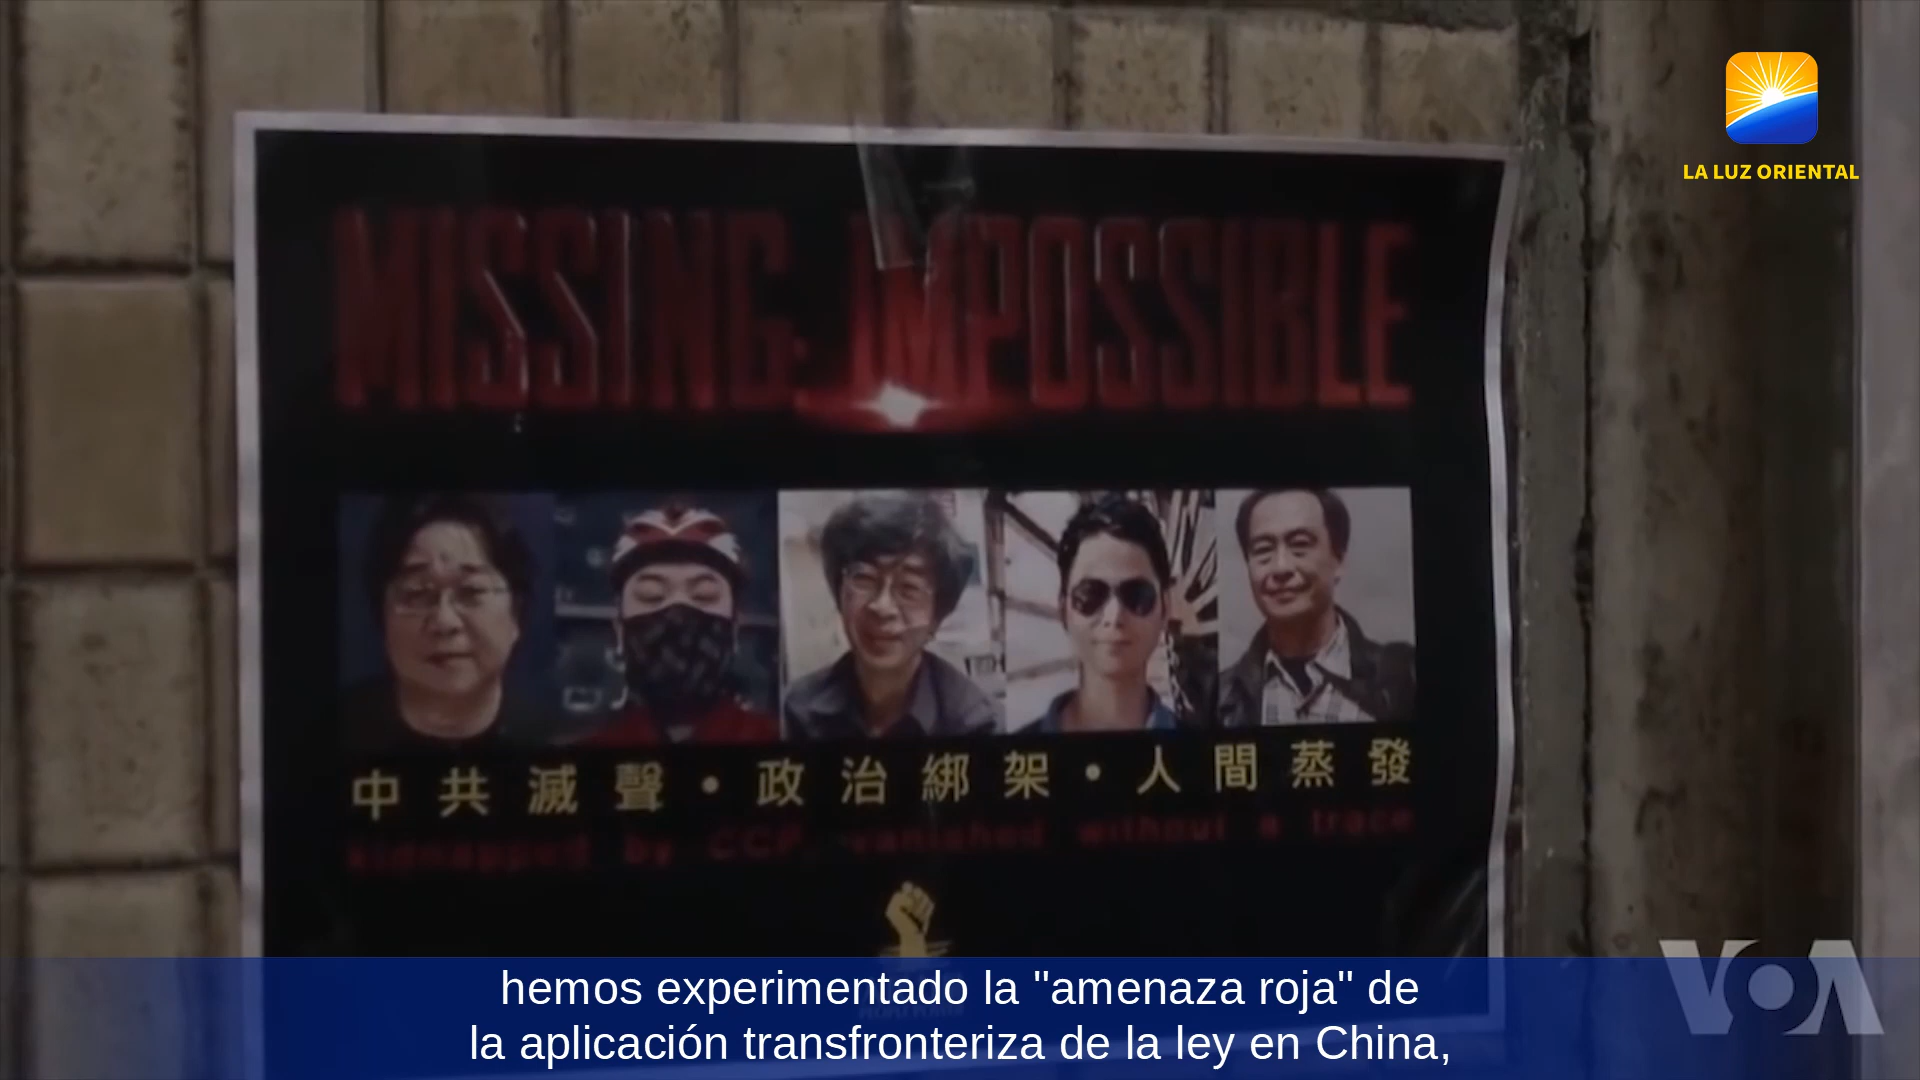 LA LUZ ORIENTAL
MISSING IMPOSSIBLE
中共滅聲・政治綁架・人間蒸發
kidnapped by CCP, vanished without a trace
VOA
hemos experimentado la "amenaza roja" de
la aplicación transfronteriza de la ley en China,